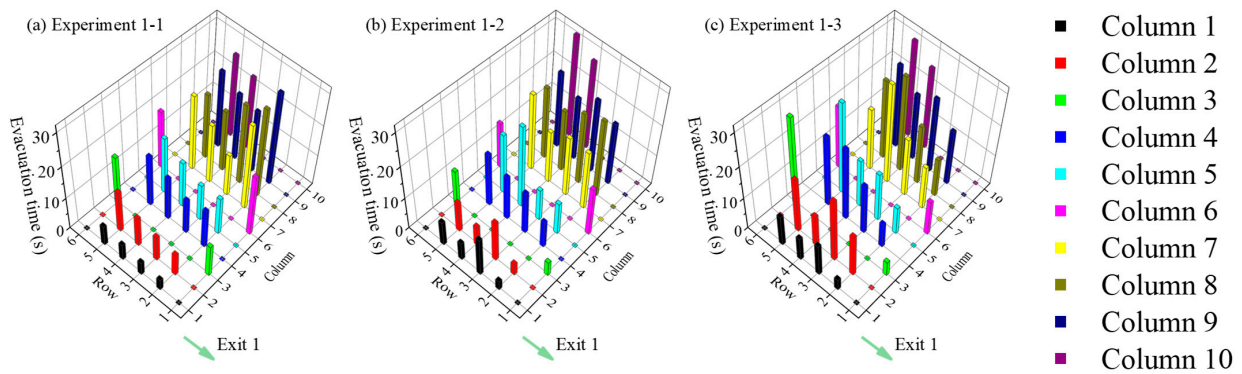 (a) Experiment 1-1
Evacuation time (s)
30
20
10
0
6
5
4
3
2
1
Row
1
2
3
4
5
6
7
8
9
10
Column
Exit 1
(b) Experiment 1-2
Evacuation time (s)
30
20
10
0
6
5
4
3
2
1
Row
1
2
3
4
5
6
7
8
9
10
Column
Exit 1
(c) Experiment 1-3
Evacuation time (s)
30
20
10
0
6
5
4
3
2
1
Row
1
2
3
4
5
6
7
8
9
10
Column
Exit 1
Column 1
Column 2
Column 3
Column 4
Column 5
Column 6
Column 7
Column 8
Column 9
Column 10